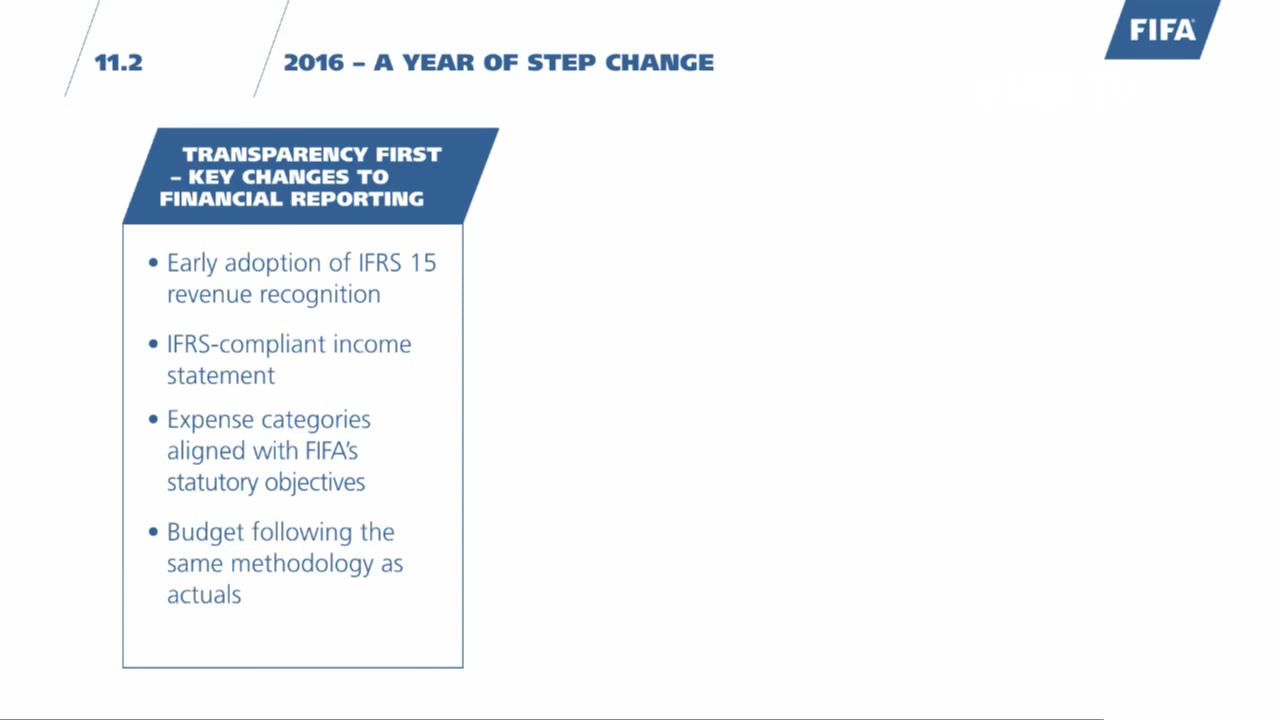 11.2
2016 – A YEAR OF STEP CHANGE
FIFA
TRANSPARENCY FIRST
– KEY CHANGES TO
FINANCIAL REPORTING
• Early adoption of IFRS 15
revenue recognition
• IFRS-compliant income
statement
• Expense categories
aligned with FIFA's
statutory objectives
• Budget following the
same methodology as
actuals